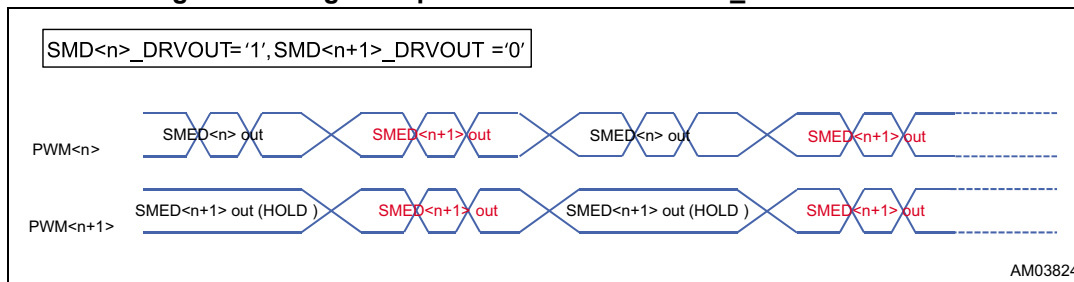 SMD<n>_DRVOUT='1', SMD<n+1>_DRVOUT ='0'
PWM<n>
SMED<n> out
SMED<n+1> out
SMED<n> out
SMED<n+1> out
PWM<n+1>
SMED<n+1> out (HOLD )
SMED<n+1> out
SMED<n+1> out (HOLD )
SMED<n+1> out
AM03824